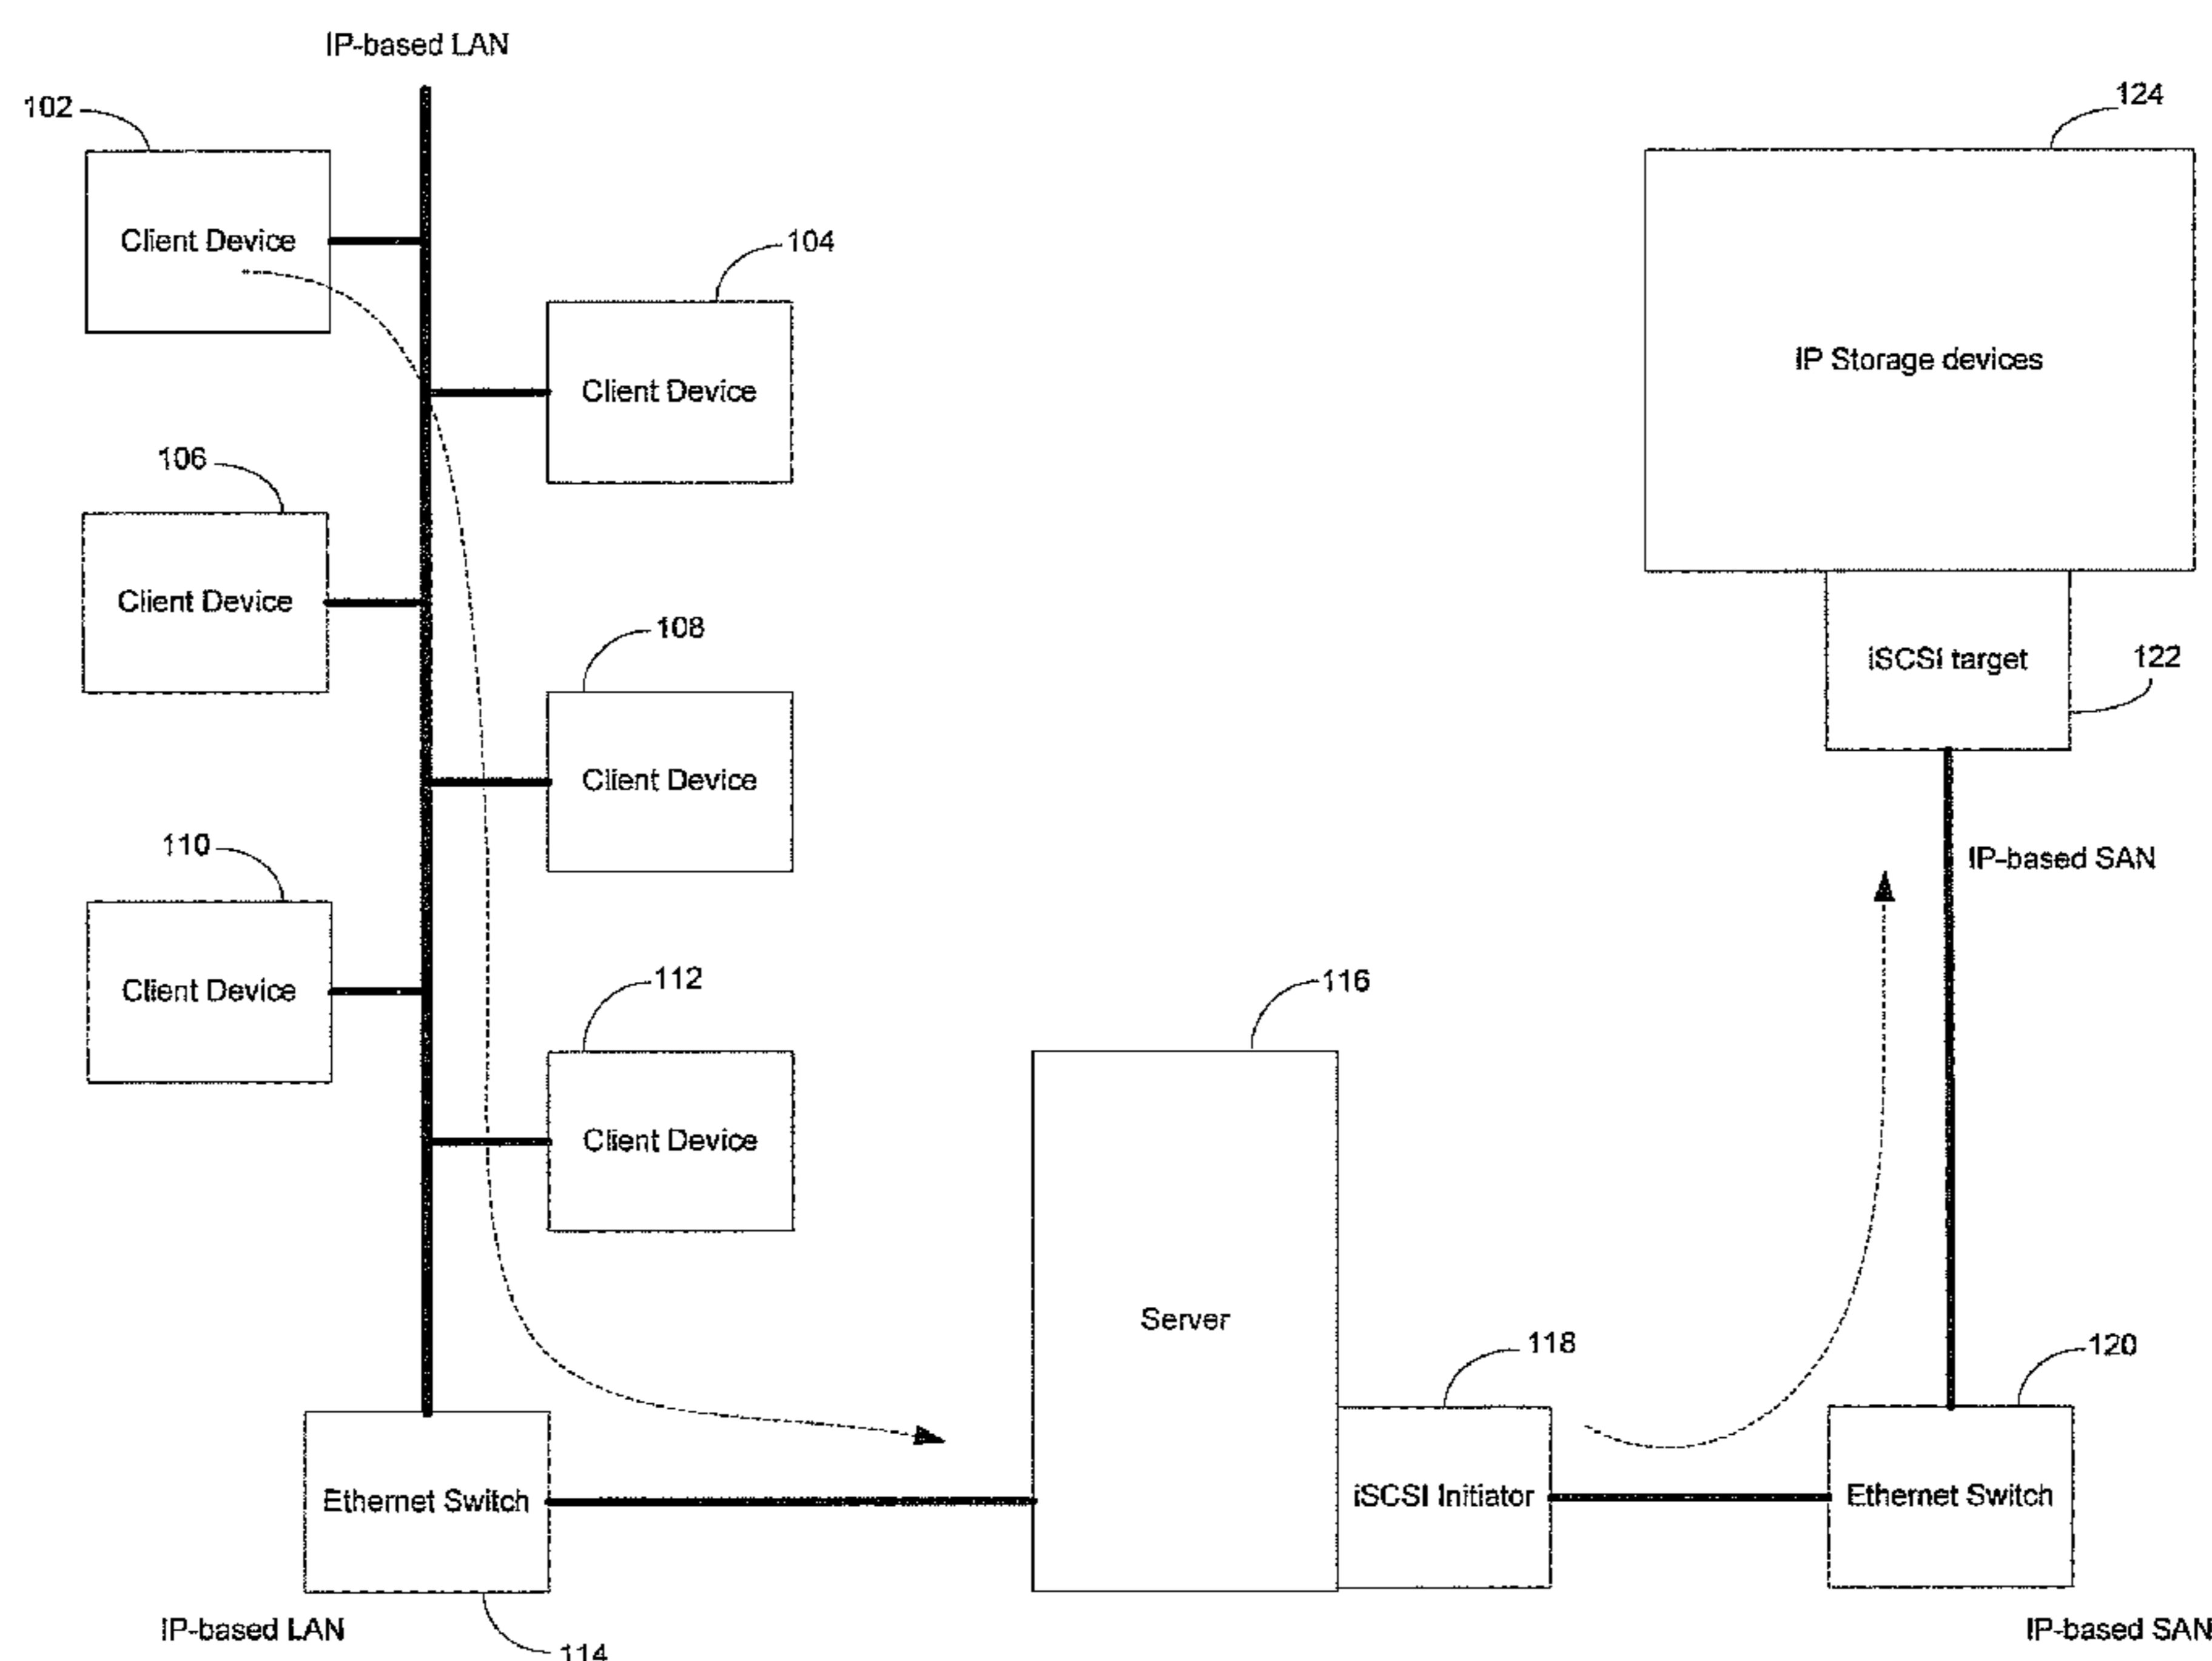 IP-based LAN
102
124
Client Device
104
IP Storage devices
Client Device
106
Client Device
108
iSCSI target
122
Client Device
110
IP-based SAN
Client Device
112
116
Client Device
Server
118
120
Ethernet Switch
iSCSI Initiator
Ethernet Switch
IP-based LAN
114
IP-based SAN